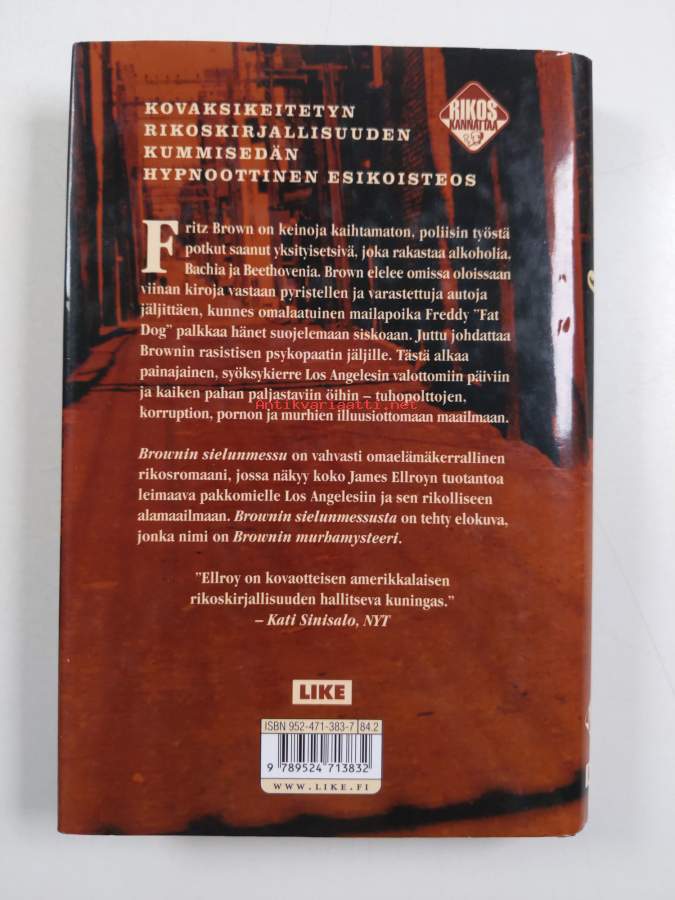 KOVAKSIKEITETYN
RIKOSKIRJALLISUUDEN
KUMMISEDÄN
HYPNOOTTINEN ESIKOISTEOS
RIKOS
KANNATTAA
Fritz Brown on keinoja kaihtamaton, poliisin työstä
potkut saanut yksityisetsivä, joka rakastaa alkoholia,
Bachia ja Beethovenia. Brown elelee omissa oloissaan
viinan kiroja vastaan pyristellen ja varastettuja autoja
jäljittäen, kunnes omalaatuinen mailapoika Freddy ”Fat
Dog” palkkaa hänet suojelemaan siskoaan. Juttu johdattaa
Brownin rasistisen psykopaatin jäljille. Tästä alkaa
painajainen, syöksykierre Los Angelesin valottomiin päiviin
ja kaiken pahan paljastaviin öihin – tuhopolttojen,
korruption, pornon ja murhien illuusiottomaan maailmaan.
Antikvariaatti.net
Brownin sielunmessu on vahvasti omaelämäkerrallinen
rikosromaani, jossa näkyy koko James Ellroyn tuotantoa
leimaava pakkomielle Los Angelesiin ja sen rikolliseen
alamaailmaan. Brownin sielunmessusta on tehty elokuva,
jonka nimi on Brownin murhamysteeri.
”Ellroy on kovaotteisen amerikkalaisen
rikoskirjallisuuden hallitseva kuningas.”
– Kati Sinisalo, NYT
LIKE
ISBN 952-471-383-7 84.2
9 789524 713832
WWW.LIKE.FI